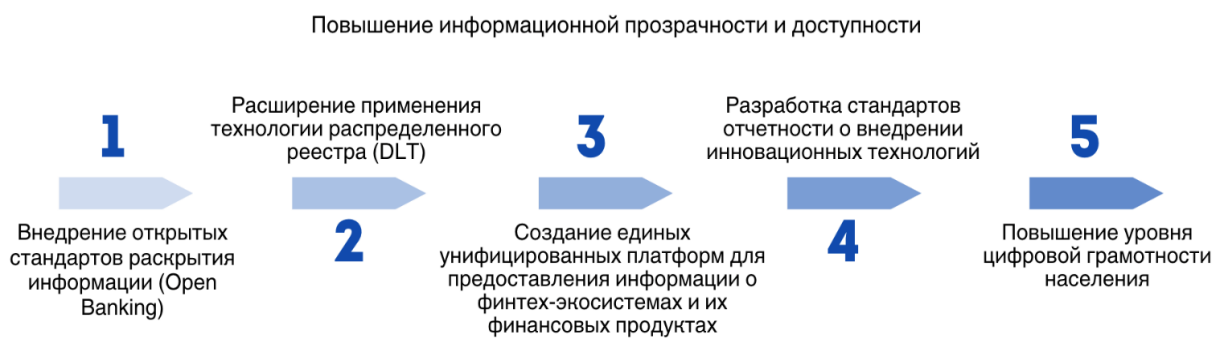 Повышение информационной прозрачности и доступности
1
Внедрение открытых
стандартов раскрытия
информации (Open
Banking)
Расширение применения
технологии распределенного
реестра (DLT)
2
3
Создание единых
унифицированных платформ для
предоставления информации о
финтех-экосистемах и их
финансовых продуктах
Разработка стандартов
отчетности о внедрении
инновационных технологий
4
5
Повышение уровня
цифровой грамотности
населения